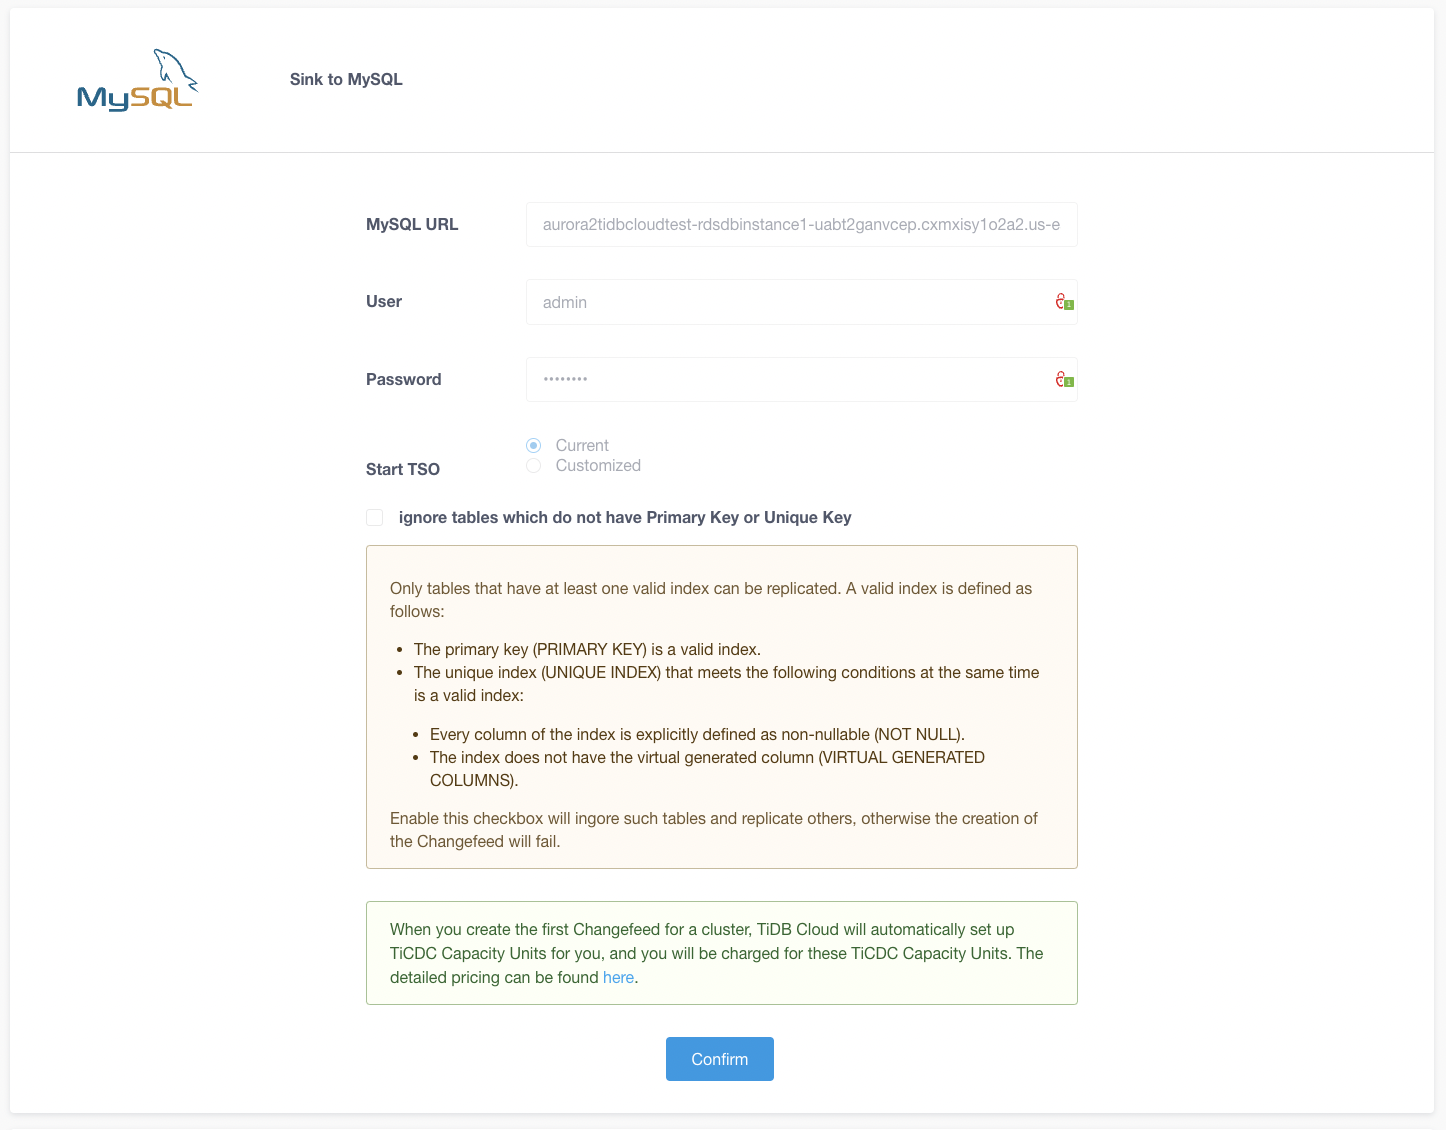 MySQL
Sink to MySQL
MySQL URL
aurora2tidbcloudtest-rdsdbinstance1-uabt2ganvcep.cxmxisy1o2a2.us-e
User
admin
1
Password
••••••••
1
Start TSO
Current
Customized
ignore tables which do not have Primary Key or Unique Key
Only tables that have at least one valid index can be replicated. A valid index is defined as
follows:
• The primary key (PRIMARY KEY) is a valid index.
• The unique index (UNIQUE INDEX) that meets the following conditions at the same time
is a valid index:
• Every column of the index is explicitly defined as non-nullable (NOT NULL).
• The index does not have the virtual generated column (VIRTUAL GENERATED
COLUMNS).
Enable this checkbox will ingore such tables and replicate others, otherwise the creation of
the Changefeed will fail.
When you create the first Changefeed for a cluster, TiDB Cloud will automatically set up
TiCDC Capacity Units for you, and you will be charged for these TiCDC Capacity Units. The
detailed pricing can be found here.
Confirm